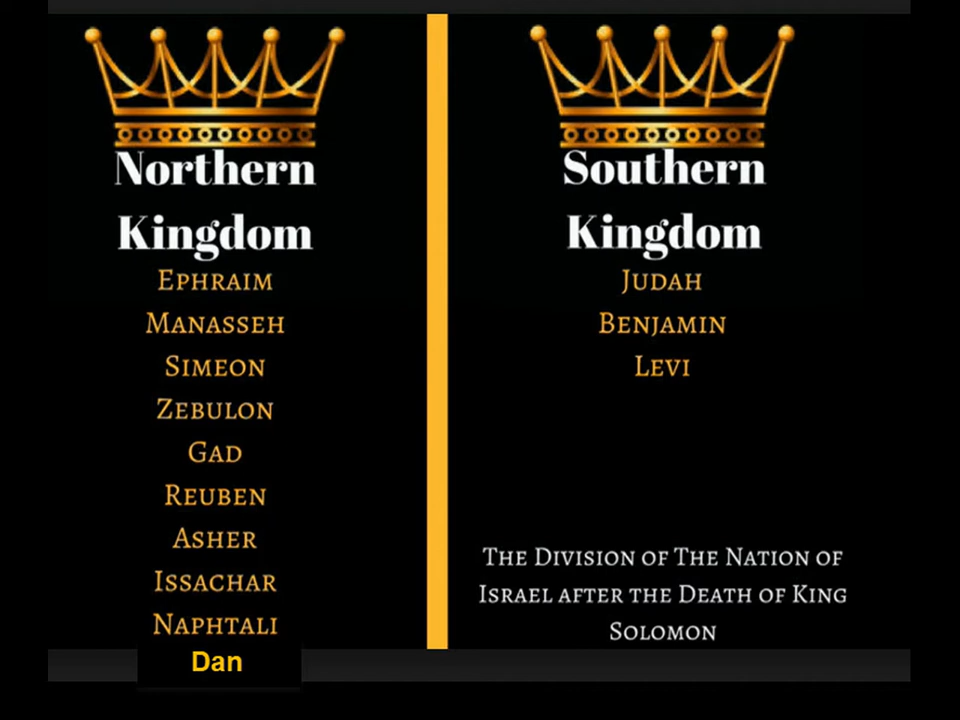 Northern
Kingdom
Ephraim
Manasseh
Simeon
Zebulon
Gad
Reuben
Asher
Issachar
Naphtali
Dan
Southern
Kingdom
Judah
Benjamin
Levi
The Division of The Nation of
Israel after the Death of King
Solomon